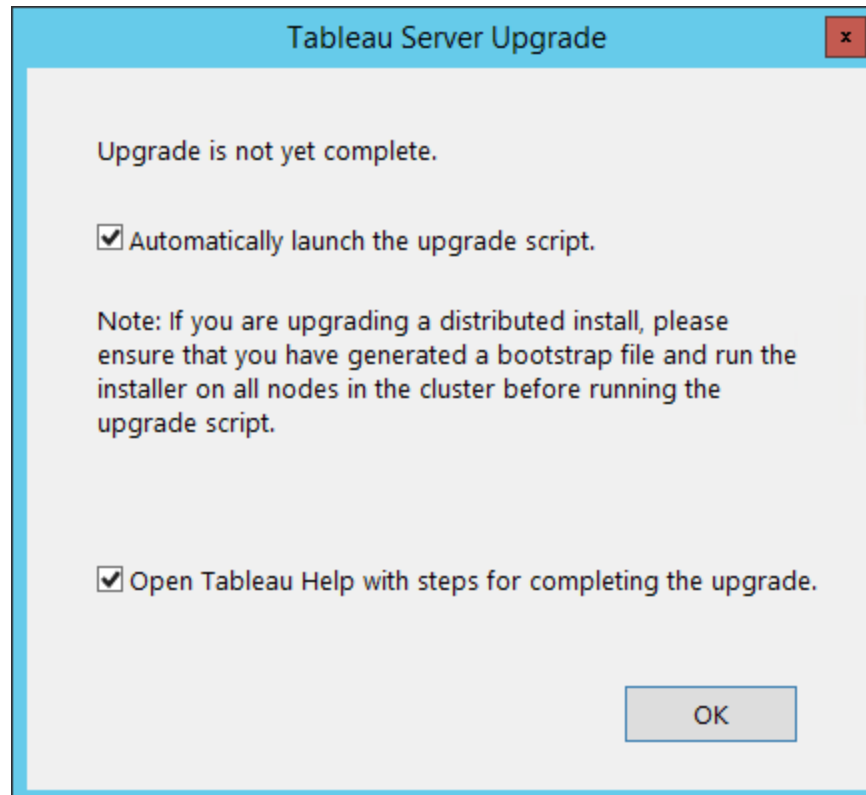 Tableau Server Upgrade
x
Upgrade is not yet complete.
Automatically launch the upgrade script.
Note: If you are upgrading a distributed install, please
ensure that you have generated a bootstrap file and run the
installer on all nodes in the cluster before running the
upgrade script.
Open Tableau Help with steps for completing the upgrade.
OK